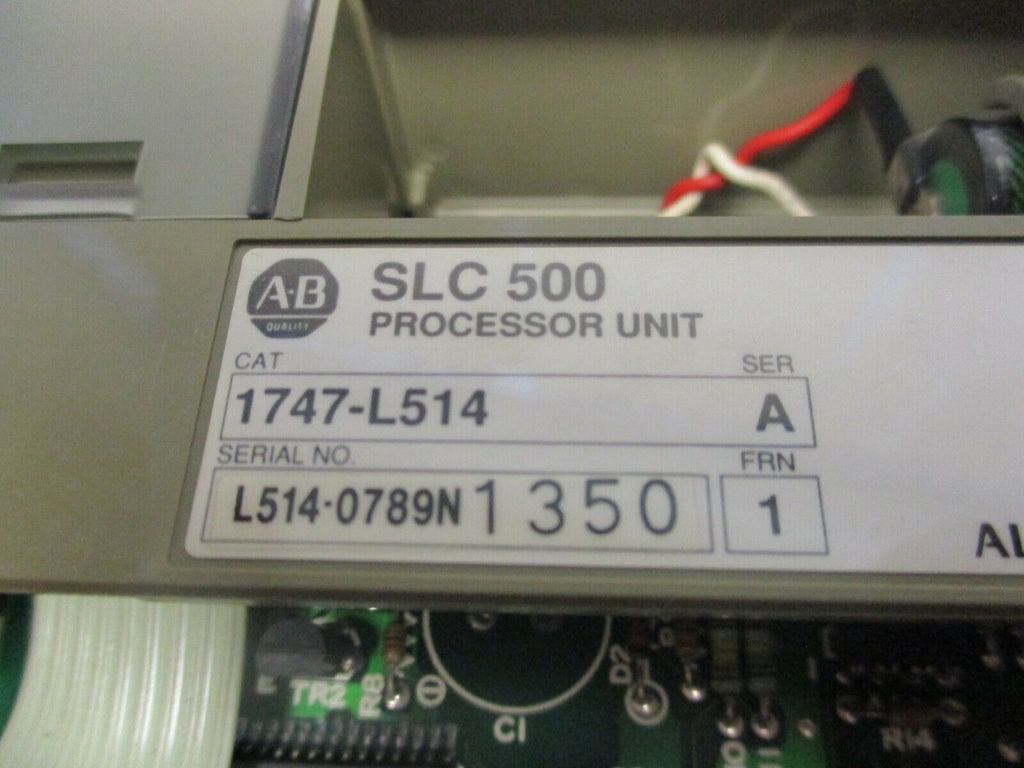 A·B
QUALITY
SLC 500
PROCESSOR UNIT
CAT
SER
1747-L514
A
SERIAL NO.
FRN
L514-0789N 1350
1
AL
TR2
R8
C1
D2
R14